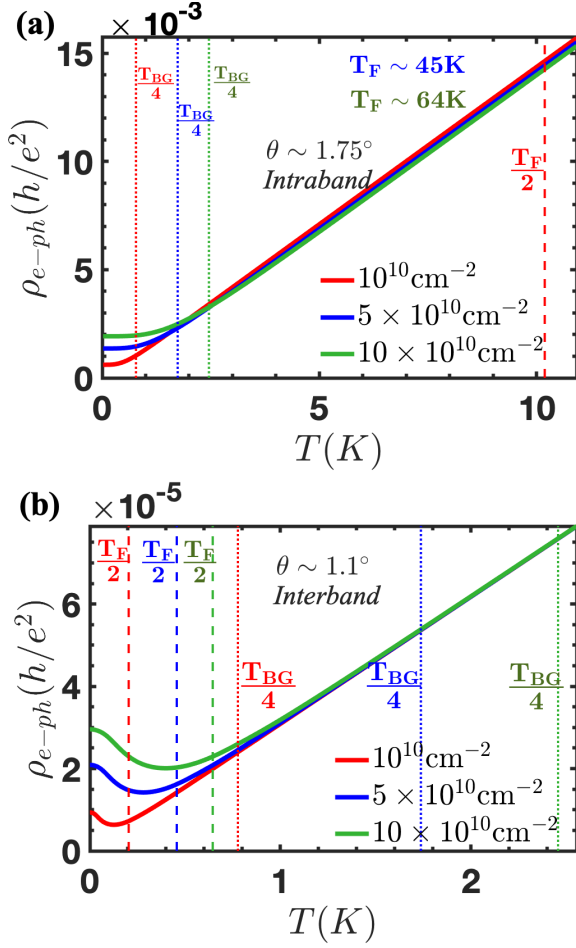 (a)
× 10⁻³
T_BG/4
T_BG/4
T_BG/4
T_F ∼ 45K
T_F ∼ 64K
θ ∼ 1.75°
Intraband
T_F/2
10¹⁰cm⁻²
5 × 10¹⁰cm⁻²
10 × 10¹⁰cm⁻²
ρ_{e−ph}(h/e²)
15
10
5
0
0 5 10
T(K)
(b)
×10⁻⁵
T_F/2
T_F/2
T_F/2
θ ∼ 1.1°
Interband
T_BG/4
T_BG/4
T_BG/4
10¹⁰cm⁻²
5 × 10¹⁰cm⁻²
10 × 10¹⁰cm⁻²
ρ_{e−ph}(h/e²)
6
4
2
0
0 1 2
T(K)